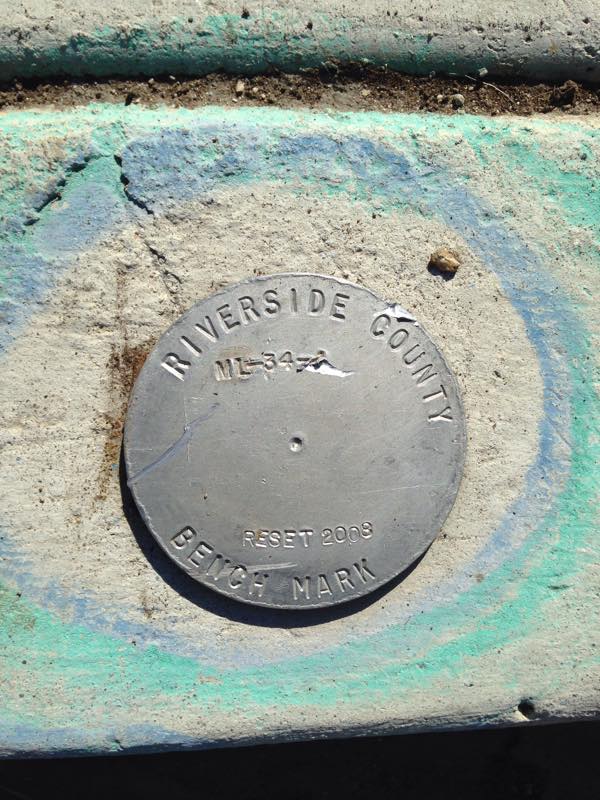 RIVERSIDE COUNTY
ML-34-
RESET 2008
BENCH MARK